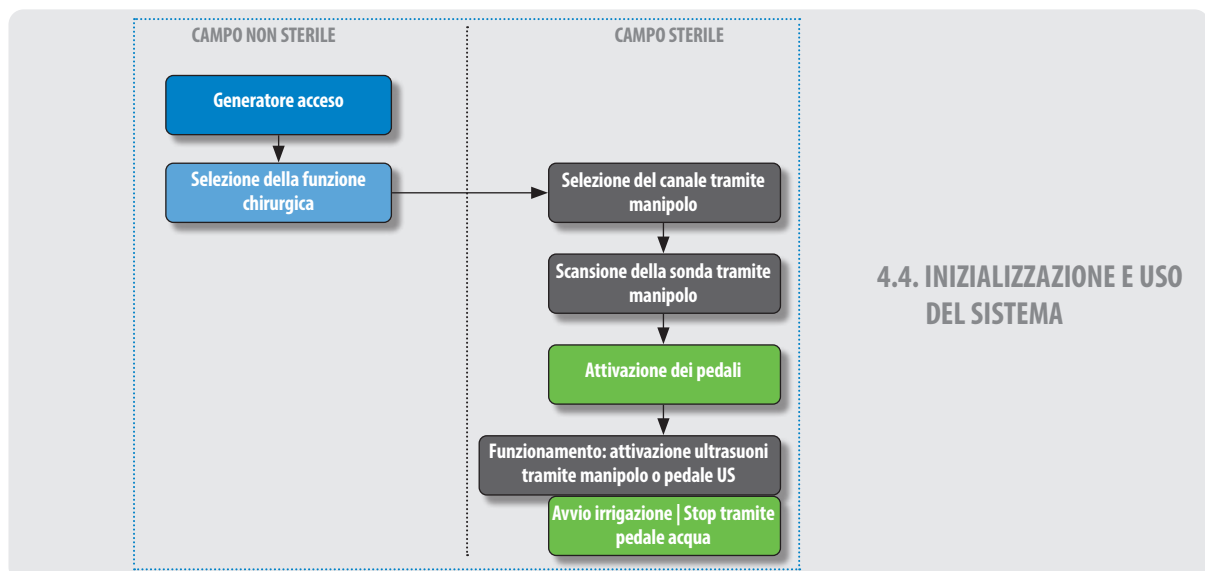 CAMPO NON STERILE
CAMPO STERILE
Generatore acceso
Selezione della funzione
chirurgica
Selezione del canale tramite
manipolo
Scansione della sonda tramite
manipolo
Attivazione dei pedali
Funzionamento: attivazione ultrasuoni
tramite manipolo o pedale US
Avvio irrigazione | Stop tramite
pedale acqua
4.4. INIZIALIZZAZIONE E USO
DEL SISTEMA